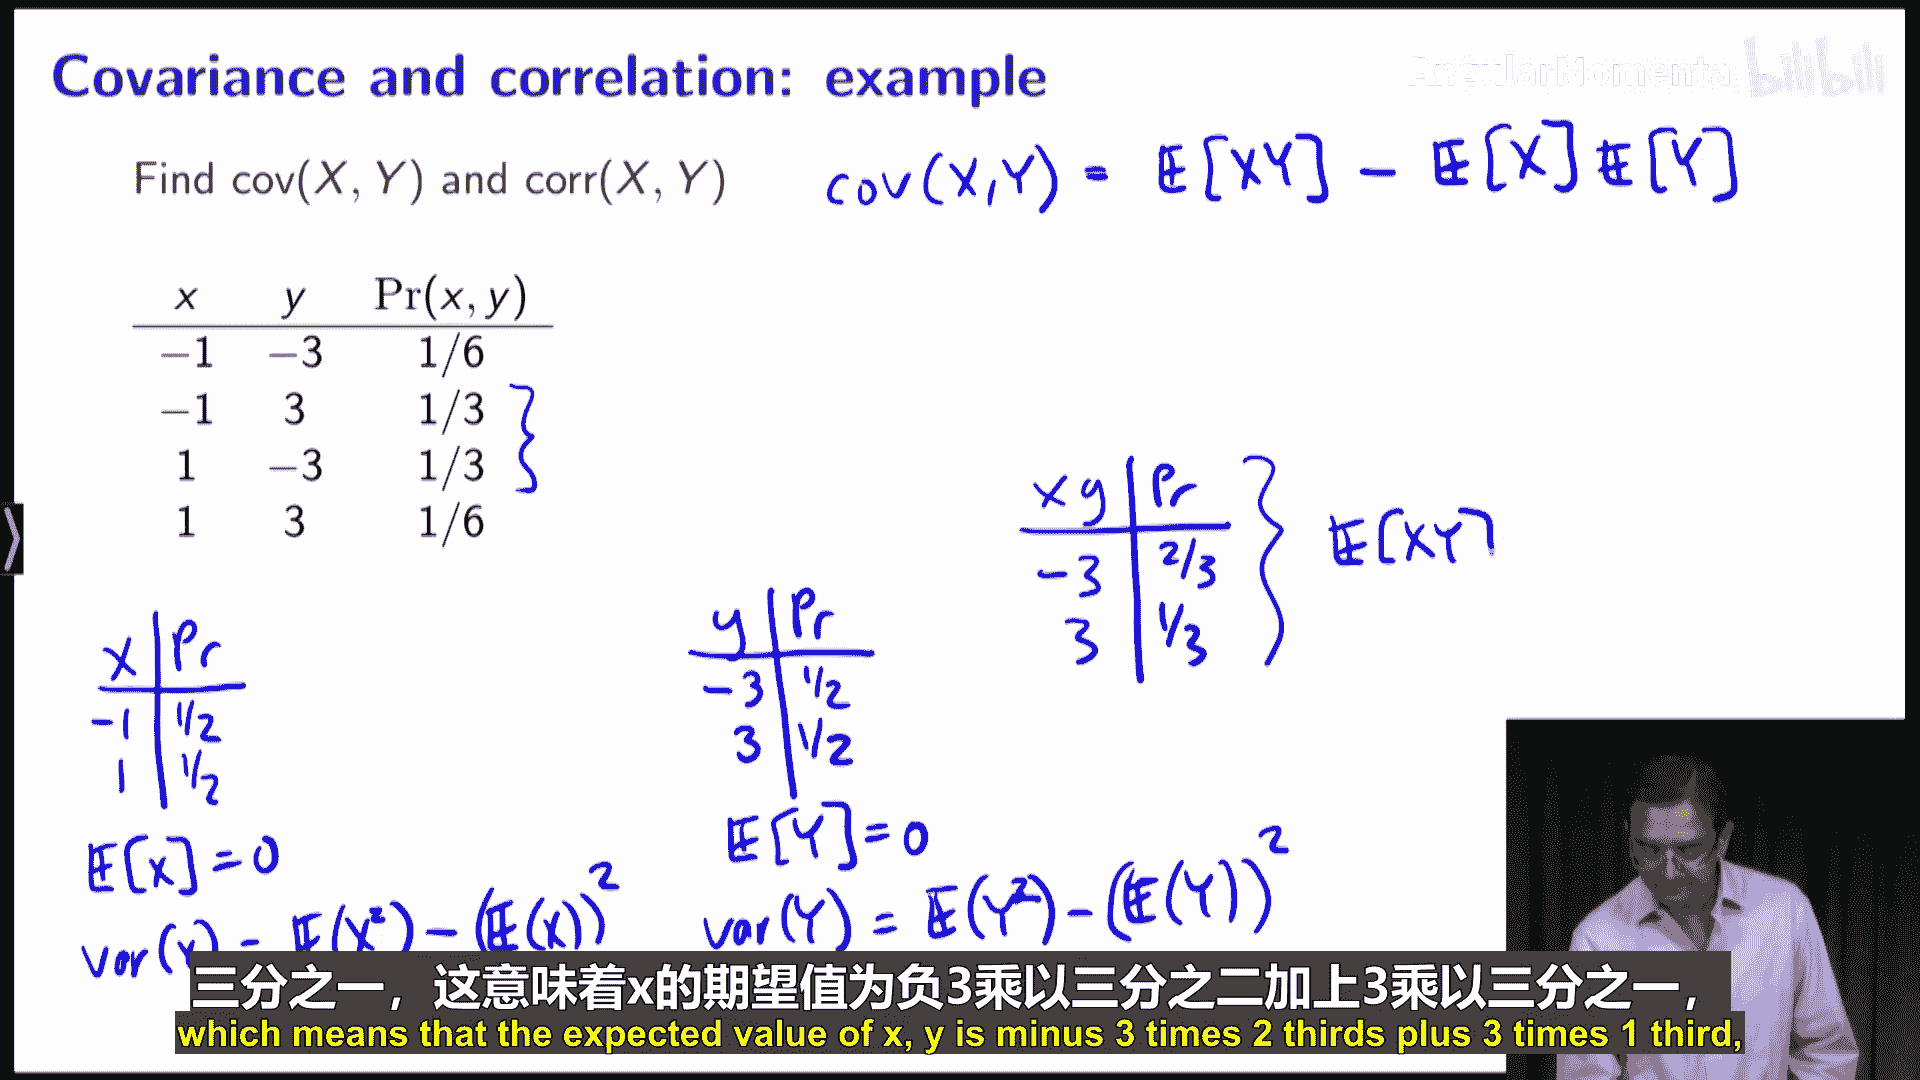 Covariance and correlation: example
AngularMomenta bilibili
Find cov(X, Y) and corr(X, Y)
cov(X,Y) = E[XY] - E[X]E[Y]
x y Pr(x, y)
−1 −3 1/6
−1 3 1/3
1 −3 1/3
1 3 1/6
xy Pr
-3 2/3
3 1/3
E[XY]
x Pr
-1 1/2
1 1/2
E[X] = 0
var(X) = E(X²) - (E(X))²
y Pr
-3 1/2
3 1/2
E[Y] = 0
var(Y) = E(Y²) - (E(Y))²
三分之一，这意味着x的期望值为负3乘以三分之二加上3乘以三分之一，
which means that the expected value of x, y is minus 3 times 2 thirds plus 3 times 1 third,